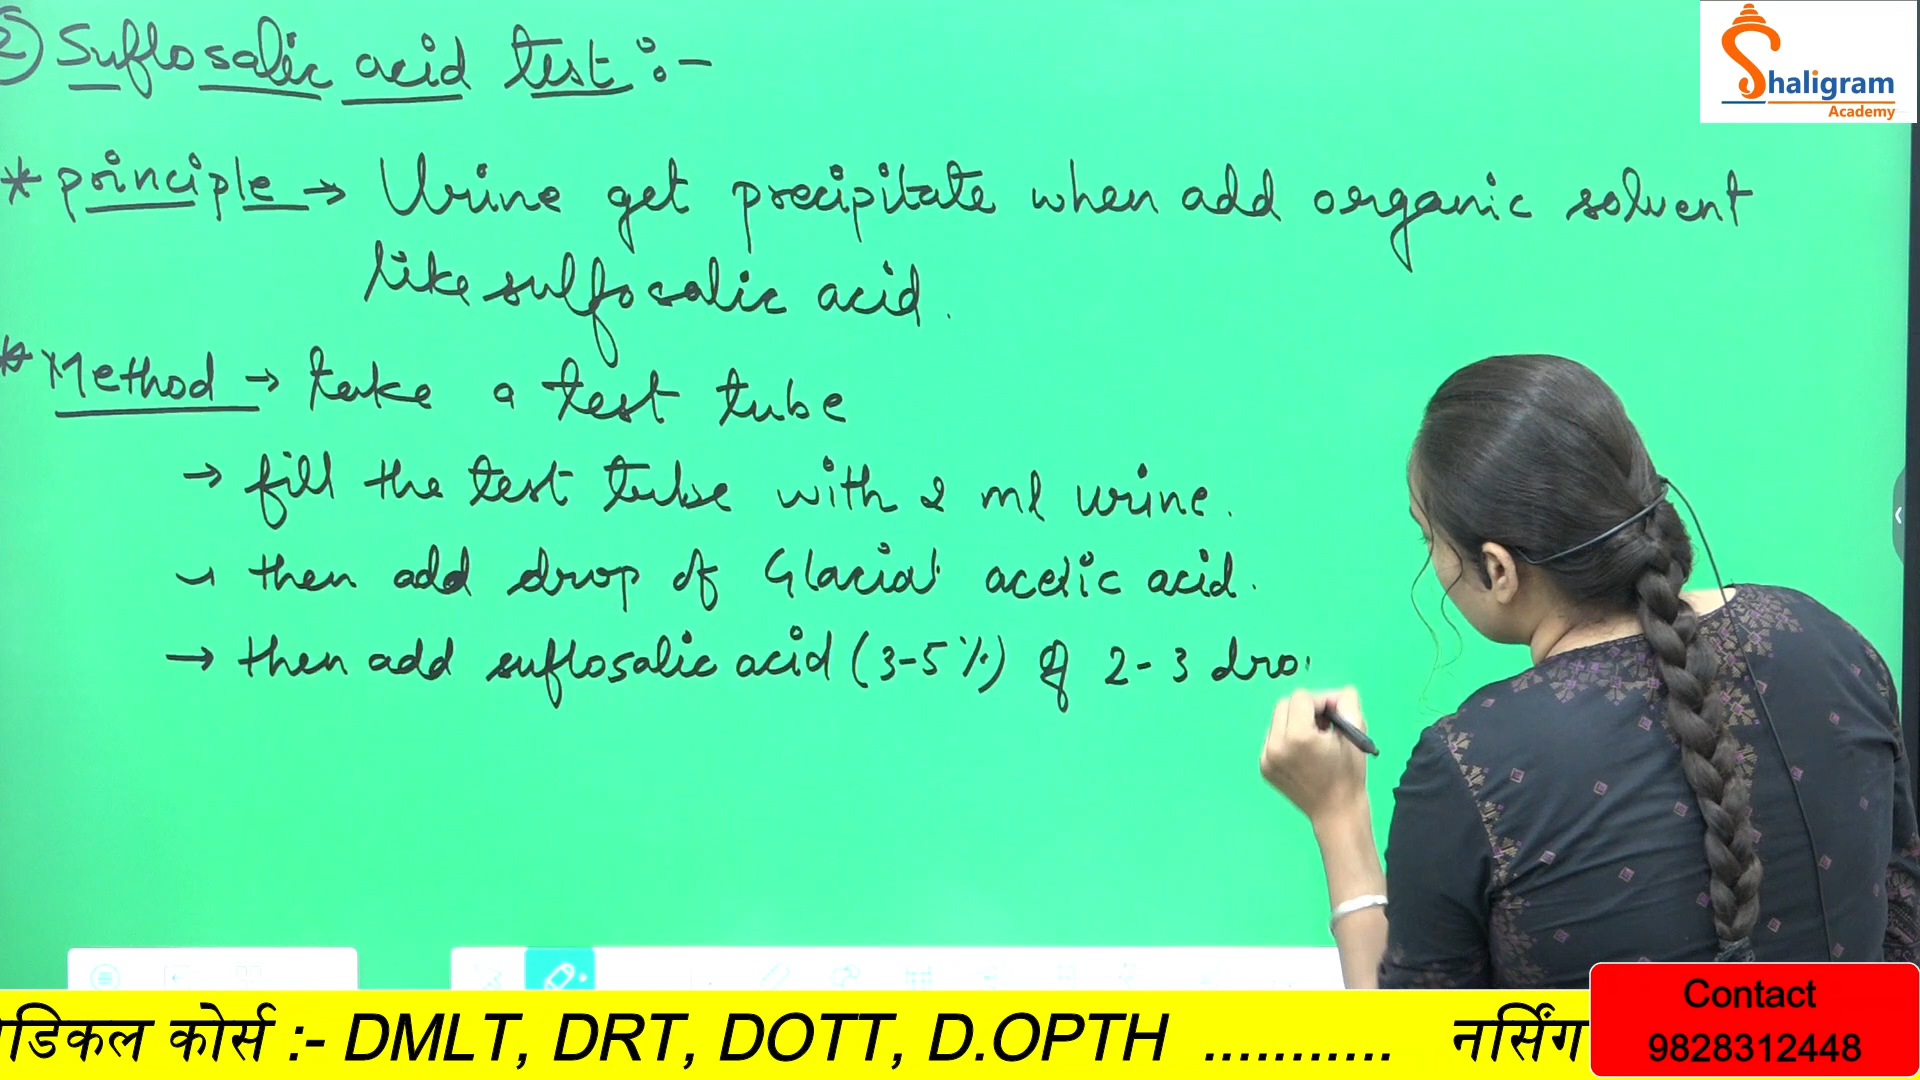 2) Suflosalic acid test :-
Shaligram
Academy
* principle → Urine get precipitate when add organic solvent
like sulfosalic acid.
* Method → take a test tube
→ fill the test tube with 2 ml urine.
→ then add drop of Glacial acetic acid.
→ then add suflosalic acid (3-5%) of 2-3 dro
ेडिकल कोर्स :- DMLT, DRT, DOTT, D.OPTH ........... नर्सिंग
Contact
9828312448